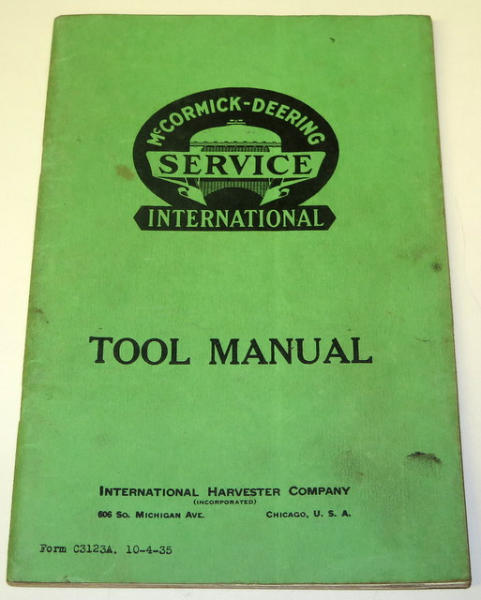 McCORMICK-DEERING
SERVICE
INTERNATIONAL
TOOL MANUAL
INTERNATIONAL HARVESTER COMPANY
(INCORPORATED)
606 SO. MICHIGAN AVE. CHICAGO, U. S. A.
Form C3123A. 10-4-35